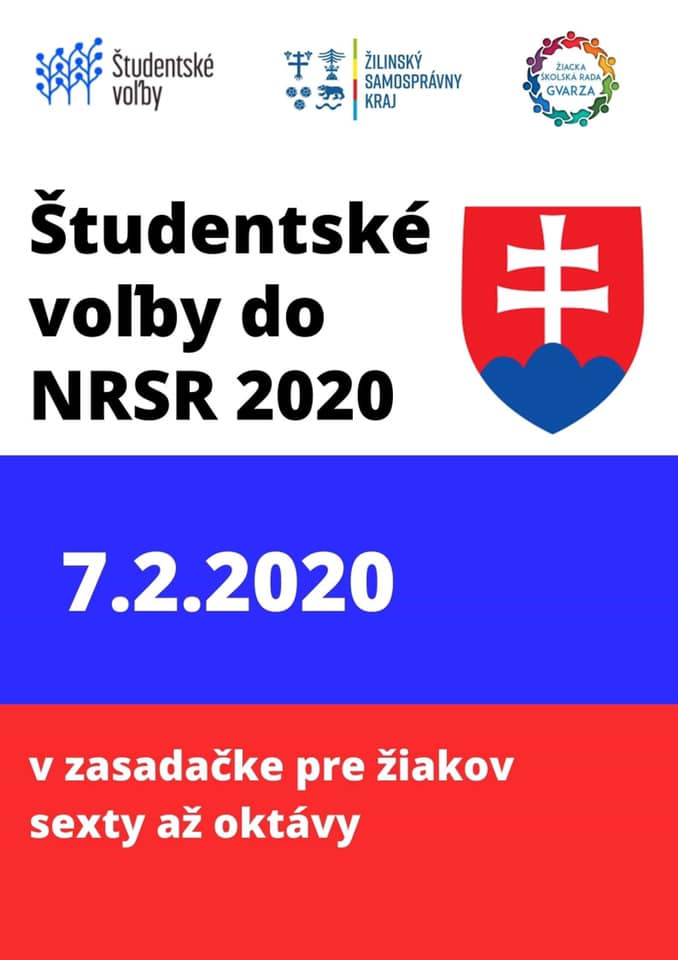 Študentské
voľby
ŽILINSKÝ
SAMOSPRÁVNY
KRAJ
ŽIACKA
ŠKOLSKÁ RADA
GVARZA
Študentské
voľby do
NRSR 2020
7.2.2020
v zasadačke pre žiakov
sexty až oktávy